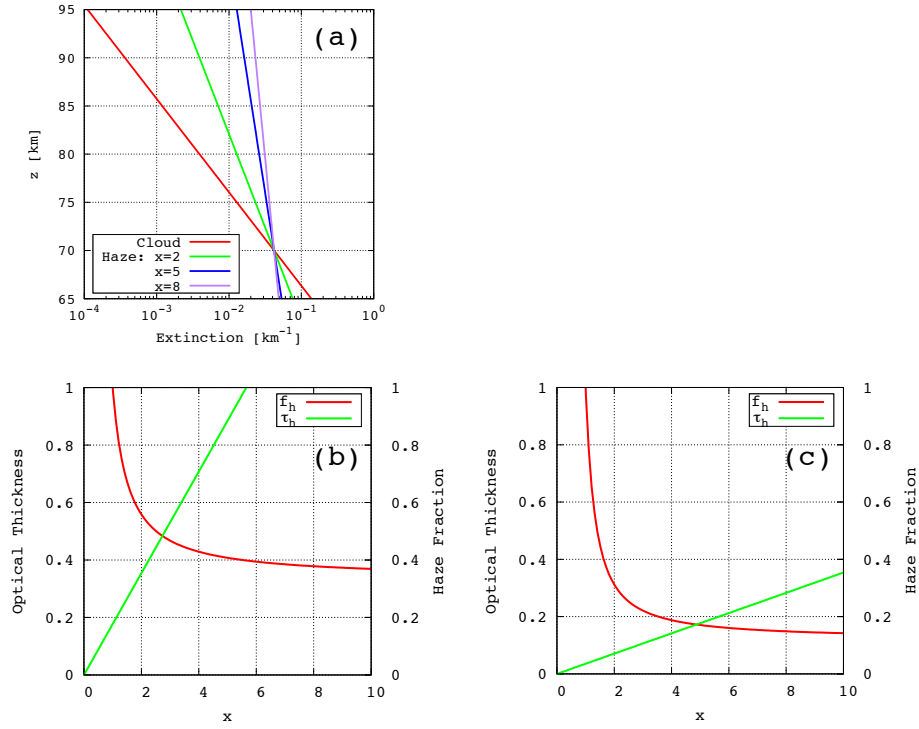 (a)
95
90
85
80
75
70
65
z [km]
Cloud
Haze: x=2
x=5
x=8
10^-4 10^-3 10^-2 10^-1 10^0
Extinction [km^-1]
(b)
f_h
τ_h
1
0.8
0.6
0.4
0.2
0
Optical Thickness
1
0.8
0.6
0.4
0.2
0
Haze Fraction
0 2 4 6 8 10
x
(c)
f_h
τ_h
1
0.8
0.6
0.4
0.2
0
Optical Thickness
1
0.8
0.6
0.4
0.2
0
Haze Fraction
0 2 4 6 8 10
x